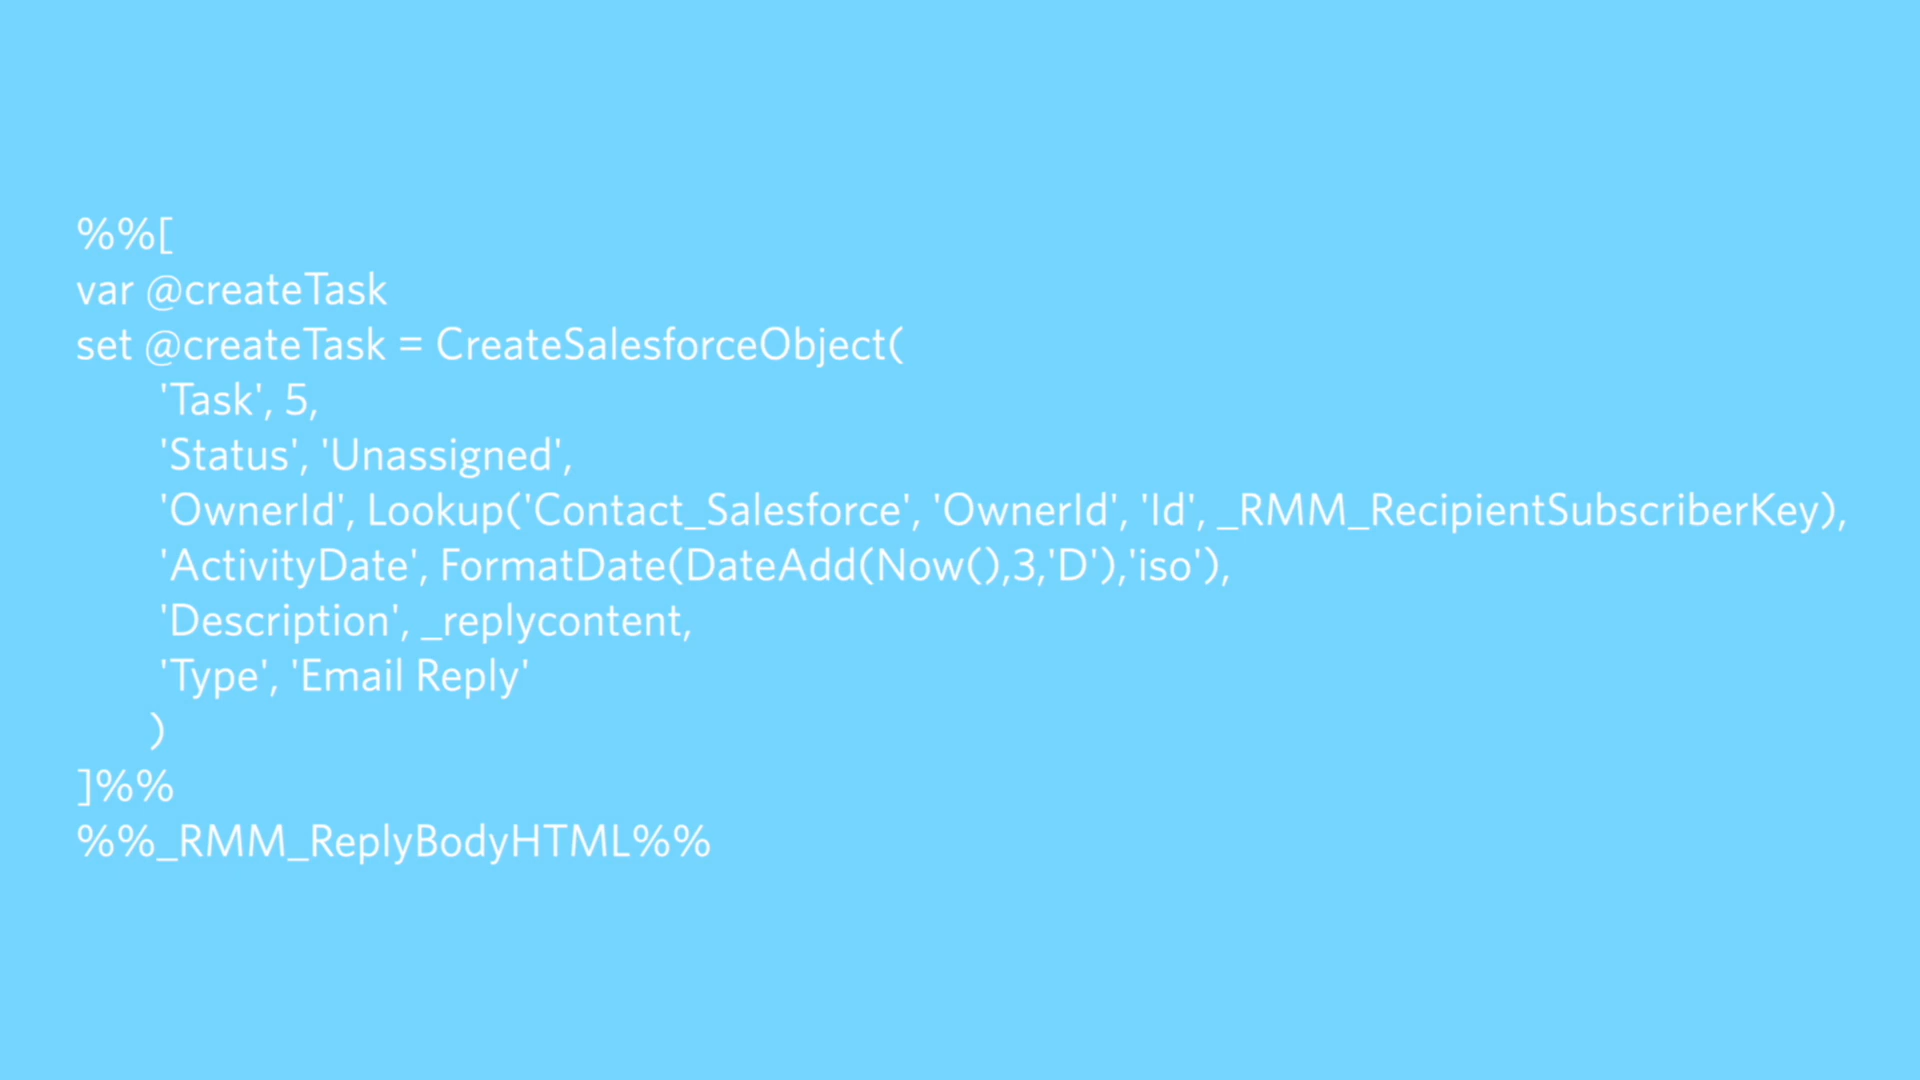 %%[
var @createTask
set @createTask = CreateSalesforceObject(
'Task', 5,
'Status', 'Unassigned',
'OwnerId', Lookup('Contact_Salesforce', 'OwnerId', 'Id', _RMM_RecipientSubscriberKey),
'ActivityDate', FormatDate(DateAdd(Now(),3,'D'),'iso'),
'Description', _replycontent,
'Type', 'Email Reply'
)
]%%
%%_RMM_ReplyBodyHTML%%